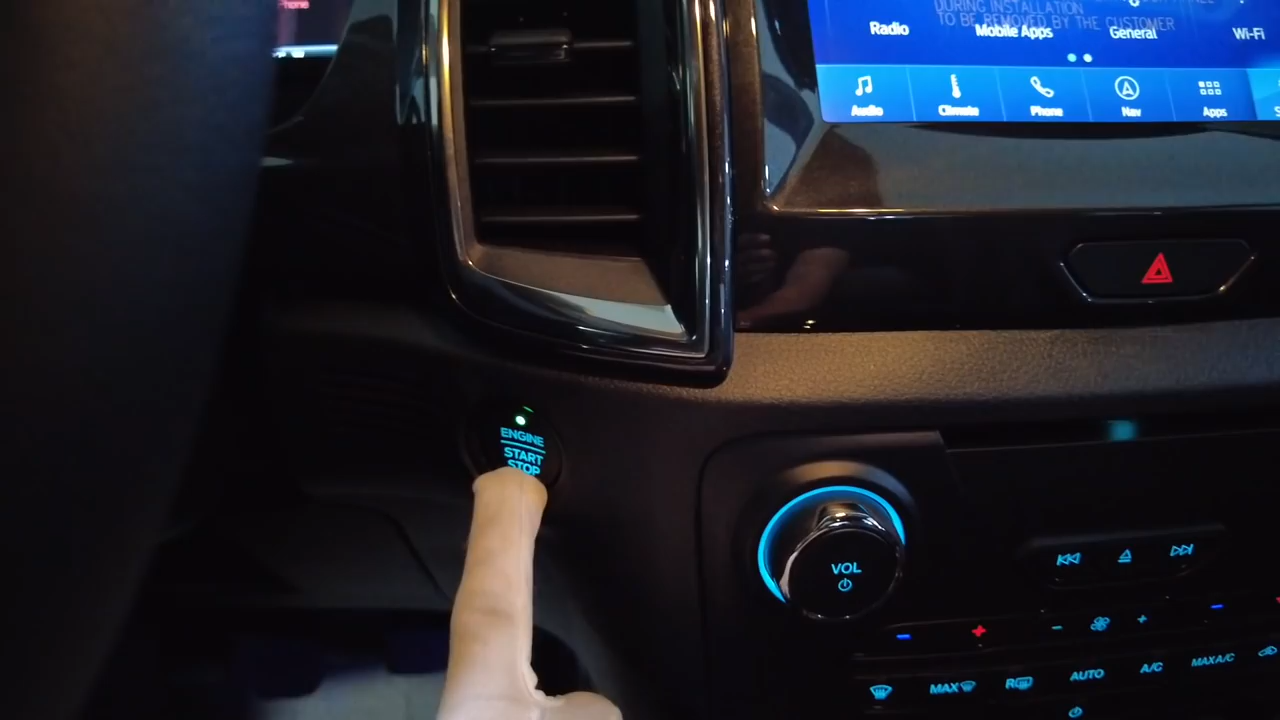 Phone
DURING INSTALLATION
TO BE REMOVED BY THE CUSTOMER
Radio
Mobile Apps
General
Wi-Fi
Audio
Climate
Phone
Nav
Apps
ENGINE
START
STOP
VOL
AUTO
A/C
MAX A/C
MAX
R